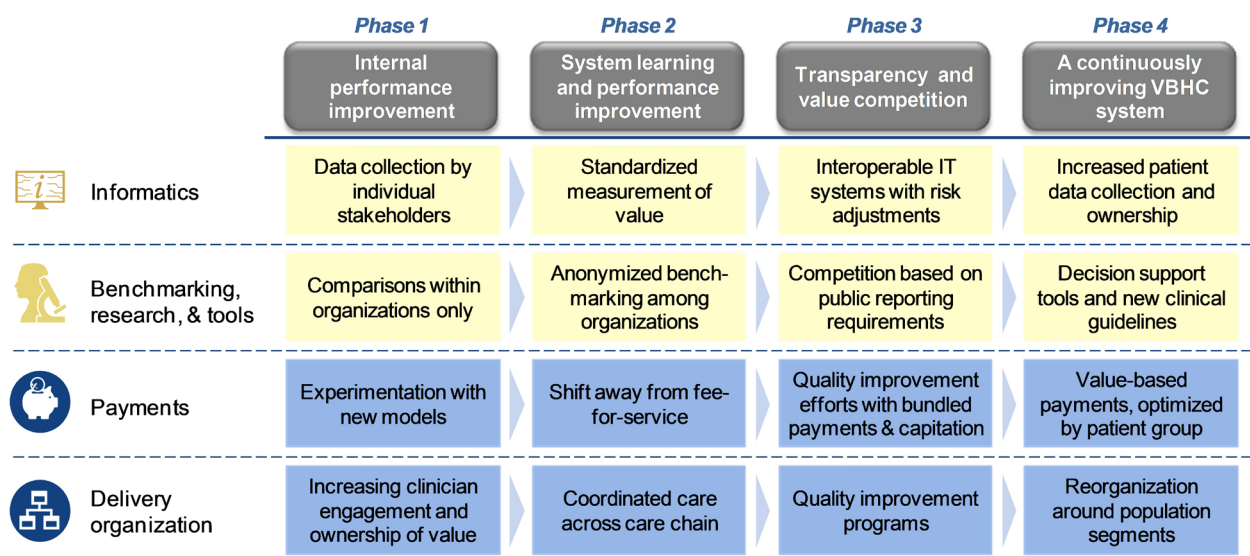 Phase 1
Phase 2
Phase 3
Phase 4
Internal
performance
improvement
System learning
and performance
improvement
Transparency and
value competition
A continuously
improving VBHC
system
Informatics
Data collection by
individual
stakeholders
Standardized
measurement of
value
Interoperable IT
systems with risk
adjustments
Increased patient
data collection and
ownership
Benchmarking,
research, & tools
Comparisons within
organizations only
Anonymized bench-
marking among
organizations
Competition based on
public reporting
requirements
Decision support
tools and new clinical
guidelines
Payments
Experimentation with
new models
Shift away from fee-
for-service
Quality improvement
efforts with bundled
payments & capitation
Value-based
payments, optimized
by patient group
Delivery
organization
Increasing clinician
engagement and
ownership of value
Coordinated care
across care chain
Quality improvement
programs
Reorganization
around population
segments